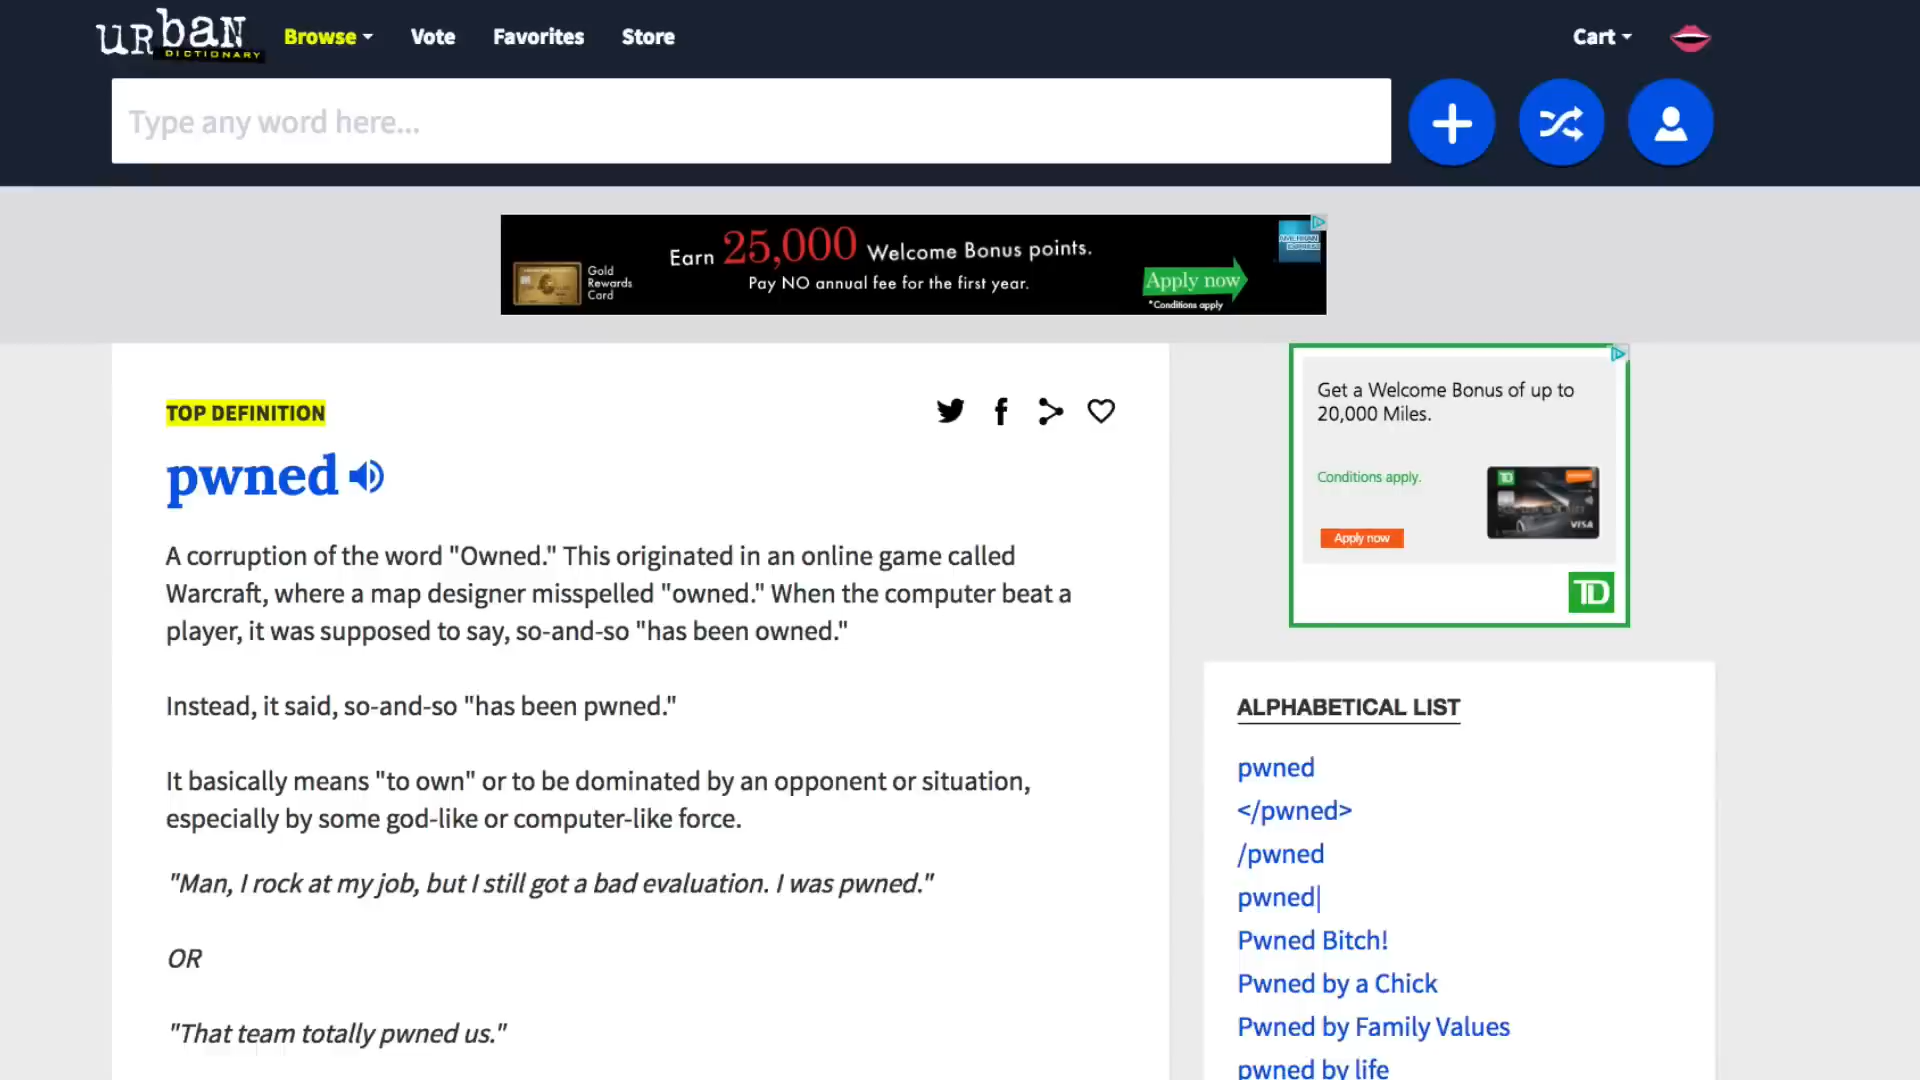 urban
DICTIONARY
Browse
Vote
Favorites
Store
Cart
Type any word here...
Gold
Rewards
Card
Earn 25,000 Welcome Bonus points.
Pay NO annual fee for the first year.
Apply now
*Conditions apply
AMERICAN
EXPRESS
TOP DEFINITION
pwned
A corruption of the word "Owned." This originated in an online game called
Warcraft, where a map designer misspelled "owned." When the computer beat a
player, it was supposed to say, so-and-so "has been owned."
Instead, it said, so-and-so "has been pwned."
It basically means "to own" or to be dominated by an opponent or situation,
especially by some god-like or computer-like force.
"Man, I rock at my job, but I still got a bad evaluation. I was pwned."
OR
"That team totally pwned us."
Get a Welcome Bonus of up to
20,000 Miles.
Conditions apply.
Apply now
TD
VISA
TD
ALPHABETICAL LIST
pwned
</pwned>
/pwned
pwned|
Pwned Bitch!
Pwned by a Chick
Pwned by Family Values
pwned by life